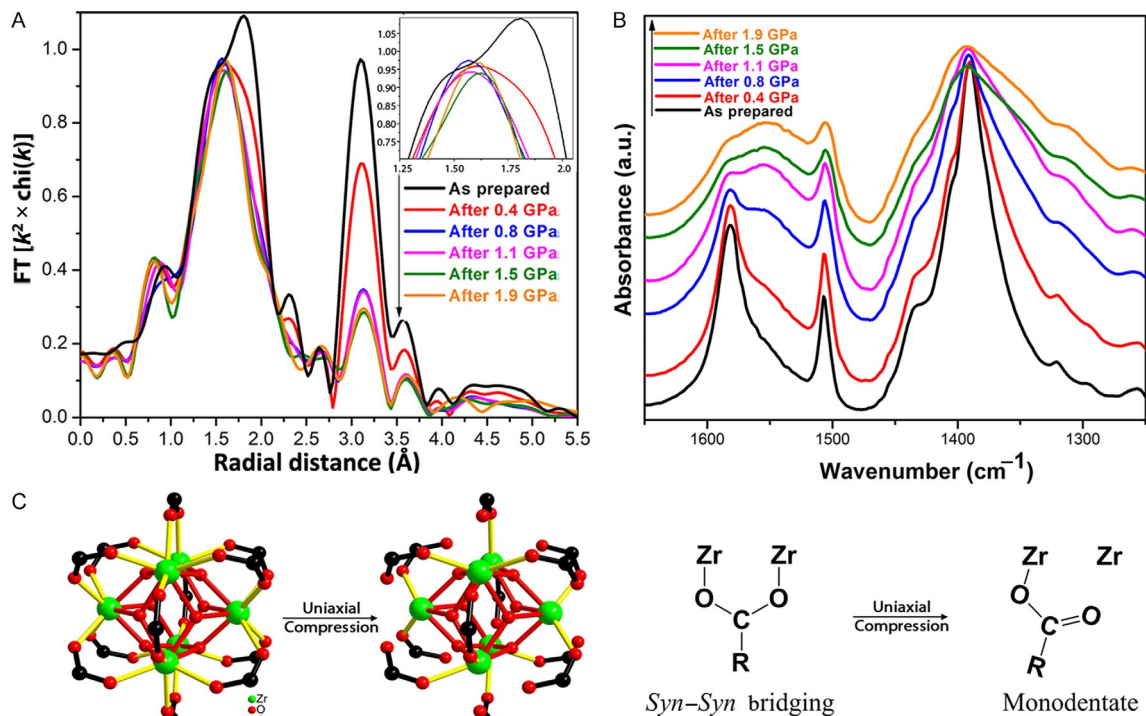 A
FT [k² × chi(k)]
1.0
0.8
0.6
0.4
0.2
0.0
0.0 0.5 1.0 1.5 2.0 2.5 3.0 3.5 4.0 4.5 5.0 5.5
Radial distance (Å)
1.05
1.00
0.95
0.90
0.85
0.80
0.75
1.25 1.50 1.75 2.0
As prepared
After 0.4 GPa
After 0.8 GPa
After 1.1 GPa
After 1.5 GPa
After 1.9 GPa
B
Absorbance (a.u.)
After 1.9 GPa
After 1.5 GPa
After 1.1 GPa
After 0.8 GPa
After 0.4 GPa
As prepared
1600 1500 1400 1300
Wavenumber (cm⁻¹)
C
Uniaxial
Compression
Zr
O
Zr Zr
O O
C
R
Syn–Syn bridging
Uniaxial
Compression
Zr Zr
O
C O
R
Monodentate